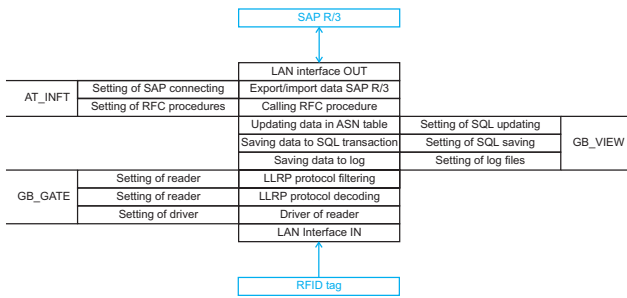 SAP R/3
LAN interface OUT
AT_INFT
Setting of SAP connecting
Export/import data SAP R/3
Setting of RFC procedures
Calling RFC procedure
Updating data in ASN table
Setting of SQL updating
Saving data to SQL transaction
Setting of SQL saving
GB_VIEW
Saving data to log
Setting of log files
Setting of reader
LLRP protocol filtering
GB_GATE
Setting of reader
LLRP protocol decoding
Setting of driver
Driver of reader
LAN Interface IN
RFID tag